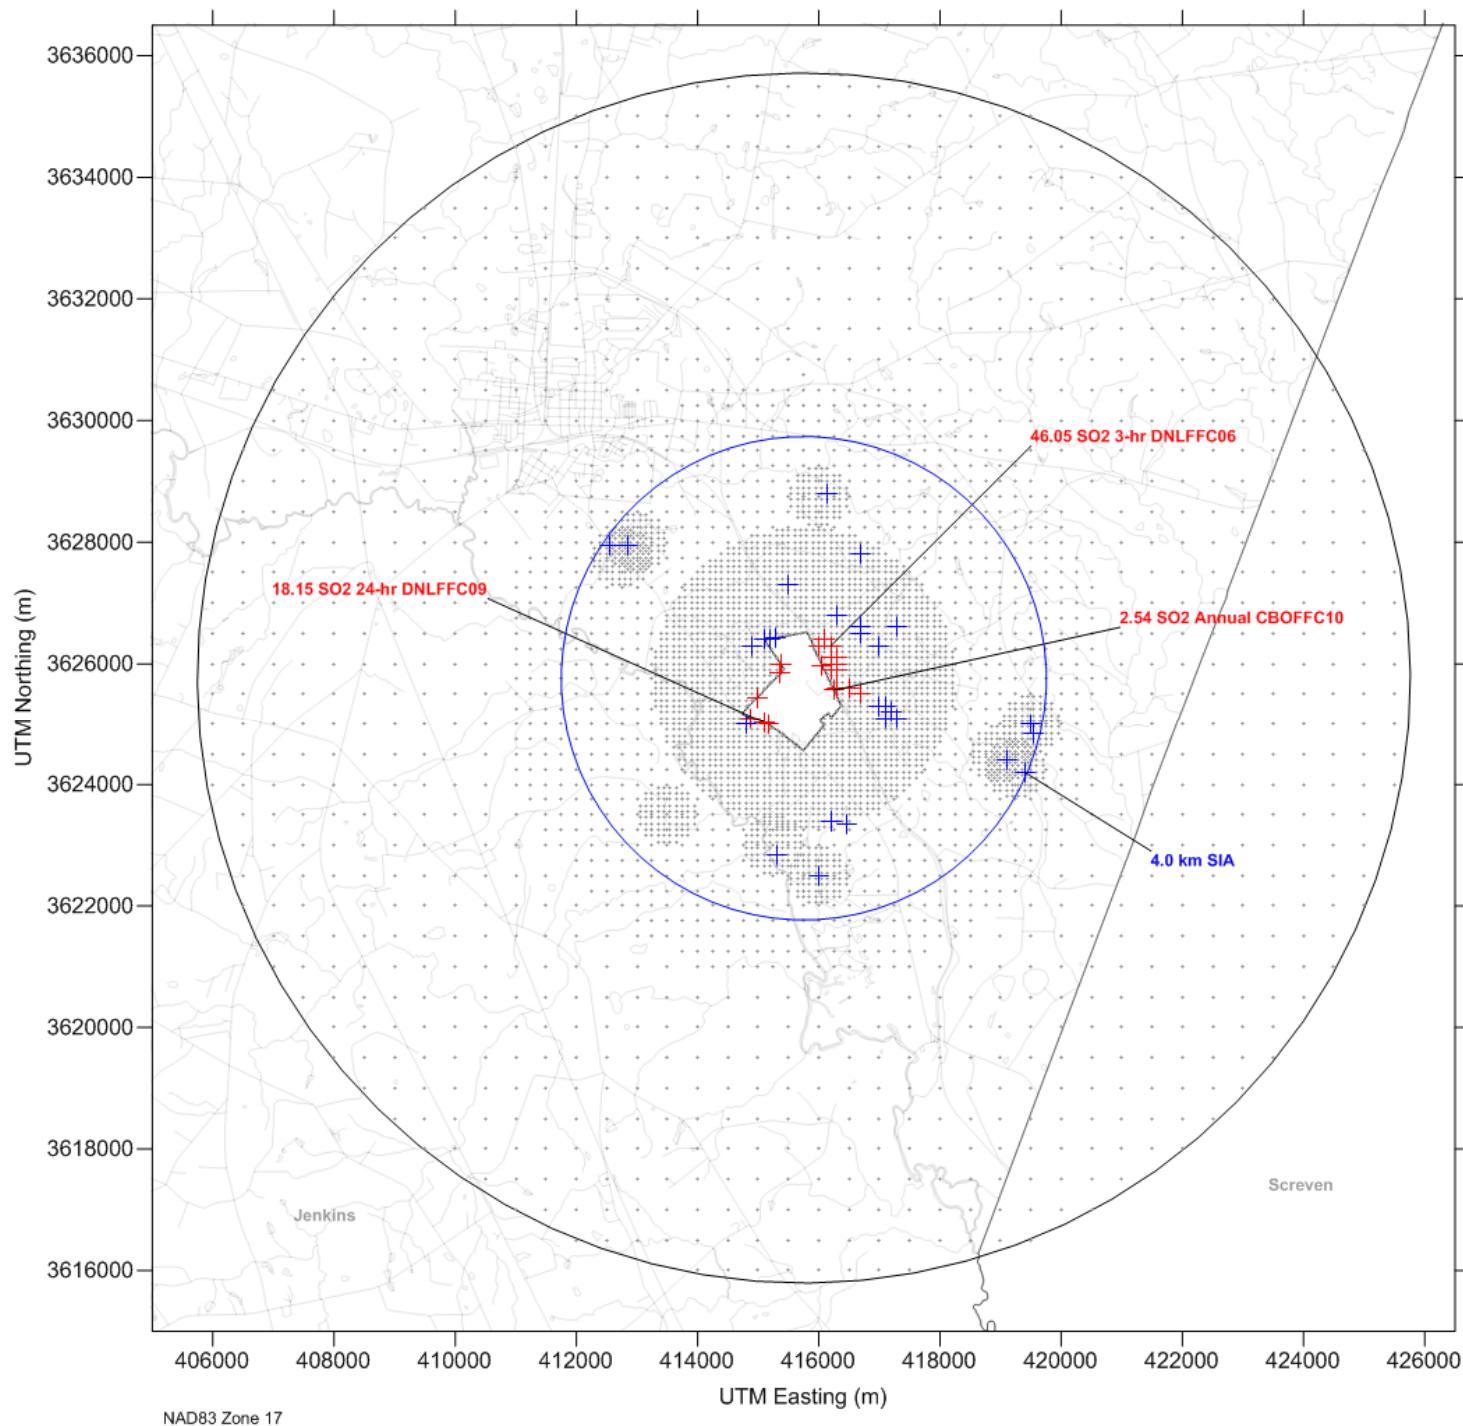 3636000
3634000
3632000
3630000
46.05 SO2 3-hr DNLFFC06
3628000
18.15 SO2 24-hr DNLFFC09
2.54 SO2 Annual CBOFFC10
3626000
UTM Northing (m)
3624000
4.0 km SIA
3622000
3620000
3618000
Screven
Jenkins
3616000
406000 408000 410000 412000 414000 416000 418000 420000 422000 424000 426000
UTM Easting (m)
NAD83 Zone 17